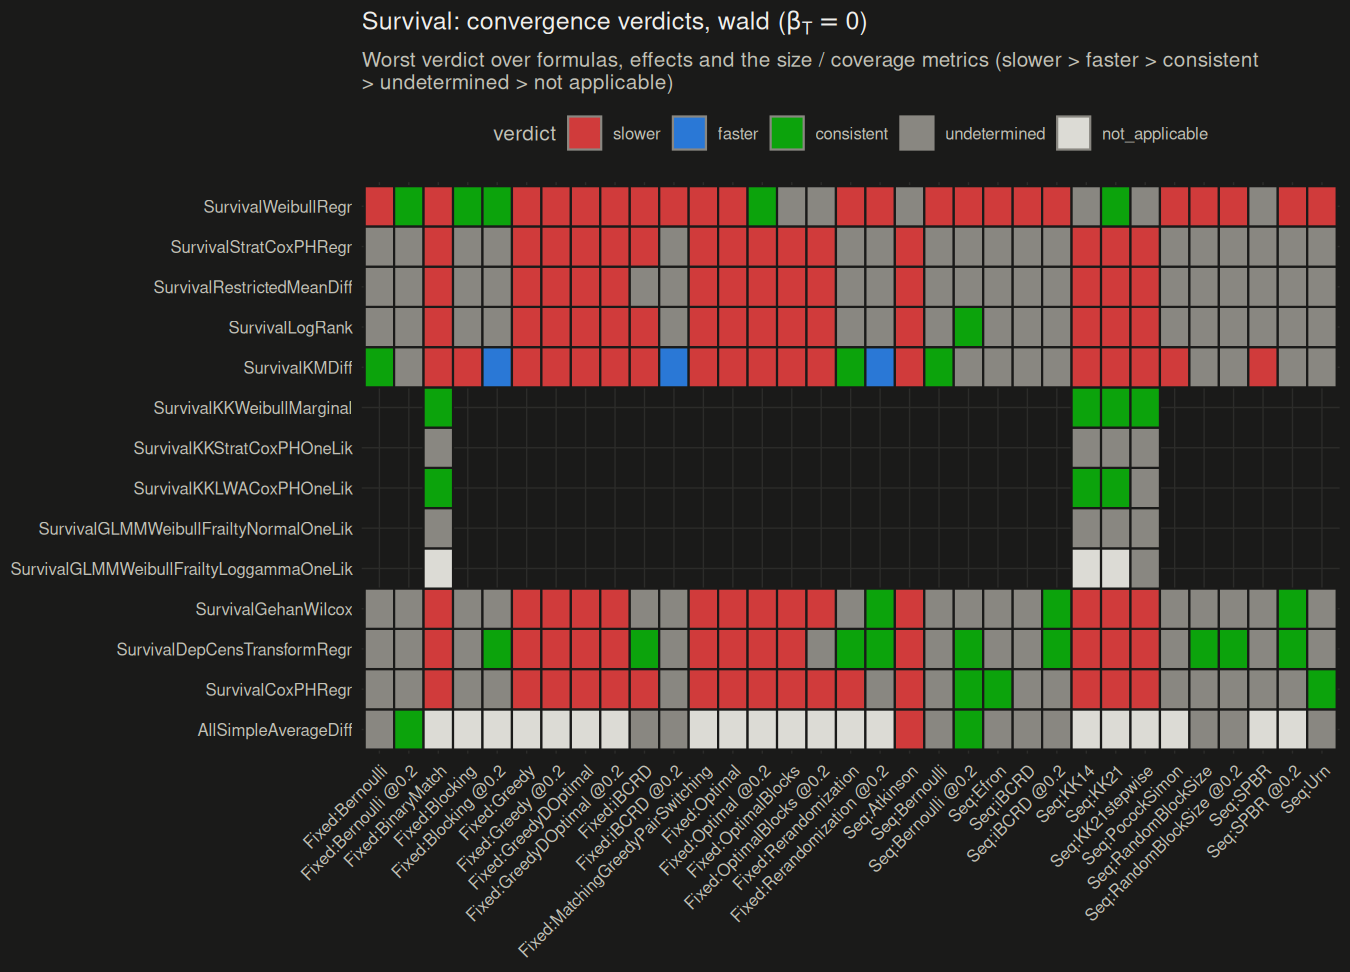 Survival: convergence verdicts, wald (βT = 0)
Worst verdict over formulas, effects and the size / coverage metrics (slower > faster > consistent
> undetermined > not applicable)
verdict slower faster consistent undetermined not_applicable
SurvivalWeibullRegr
SurvivalStratCoxPHRegr
SurvivalRestrictedMeanDiff
SurvivalLogRank
SurvivalKMDiff
SurvivalKKWeibullMarginal
SurvivalKKStratCoxPHOneLik
SurvivalKKLWACoxPHOneLik
SurvivalGLMMWeibullFrailtyNormalOneLik
SurvivalGLMMWeibullFrailtyLoggammaOneLik
SurvivalGehanWilcox
SurvivalDepCensTransformRegr
SurvivalCoxPHRegr
AllSimpleAverageDiff
Fixed:Bernoulli
Fixed:Bernoulli @0.2
Fixed:BinaryMatch
Fixed:Blocking
Fixed:Blocking @0.2
Fixed:Greedy
Fixed:Greedy @0.2
Fixed:GreedyDOptimal
Fixed:GreedyDOptimal @0.2
Fixed:iBCRD
Fixed:iBCRD @0.2
Fixed:MatchingGreedyPairSwitching
Fixed:Optimal
Fixed:Optimal @0.2
Fixed:OptimalBlocks
Fixed:OptimalBlocks @0.2
Fixed:Rerandomization
Fixed:Rerandomization @0.2
Seq:Atkinson
Seq:Bernoulli
Seq:Bernoulli @0.2
Seq:Efron
Seq:iBCRD
Seq:iBCRD @0.2
Seq:KK14
Seq:KK21
Seq:KK21stepwise
Seq:PocockSimon
Seq:RandomBlockSize
Seq:RandomBlockSize @0.2
Seq:SPBR
Seq:SPBR @0.2
Seq:Urn